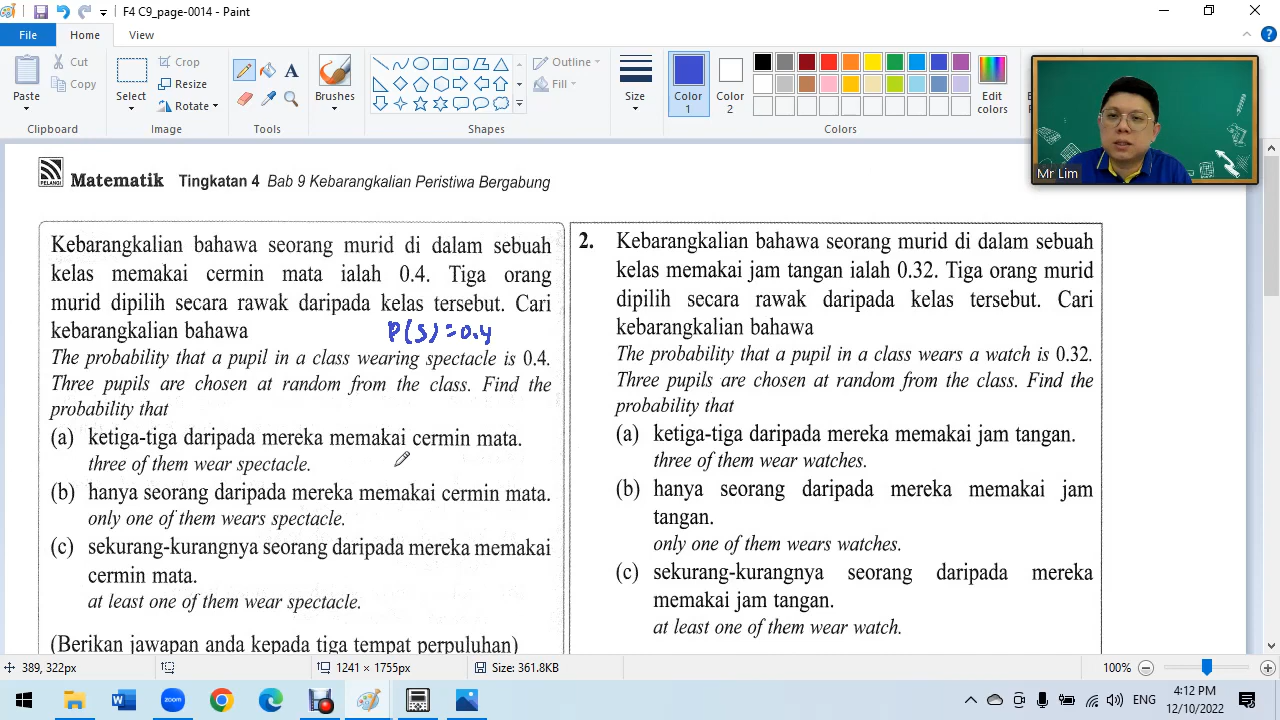 F4 C9_page-0014 - Paint
File Home View
Paste Cut Copy Clipboard
Select Crop Resize Rotate Image
A Tools
Brushes
Outline Fill Shapes
Size
Color 1
Color 2
Edit colors
Colors
Mr Lim
PELANGI Matematik Tingkatan 4 Bab 9 Kebarangkalian Peristiwa Bergabung
Kebarangkalian bahawa seorang murid di dalam sebuah
kelas memakai cermin mata ialah 0.4. Tiga orang
murid dipilih secara rawak daripada kelas tersebut. Cari
kebarangkalian bahawa
P(S) = 0.4
The probability that a pupil in a class wearing spectacle is 0.4.
Three pupils are chosen at random from the class. Find the
probability that
(a) ketiga-tiga daripada mereka memakai cermin mata.
three of them wear spectacle.
(b) hanya seorang daripada mereka memakai cermin mata.
only one of them wears spectacle.
(c) sekurang-kurangnya seorang daripada mereka memakai
cermin mata.
at least one of them wear spectacle.
(Berikan jawapan anda kepada tiga tempat perpuluhan)
2. Kebarangkalian bahawa seorang murid di dalam sebuah
kelas memakai jam tangan ialah 0.32. Tiga orang murid
dipilih secara rawak daripada kelas tersebut. Cari
kebarangkalian bahawa
The probability that a pupil in a class wears a watch is 0.32.
Three pupils are chosen at random from the class. Find the
probability that
(a) ketiga-tiga daripada mereka memakai jam tangan.
three of them wear watches.
(b) hanya seorang daripada mereka memakai jam
tangan.
only one of them wears watches.
(c) sekurang-kurangnya seorang daripada mereka
memakai jam tangan.
at least one of them wear watch.
389, 322px 1241 × 1755px Size: 361.8KB 100%
zoom ENG 4:12 PM
12/10/2022